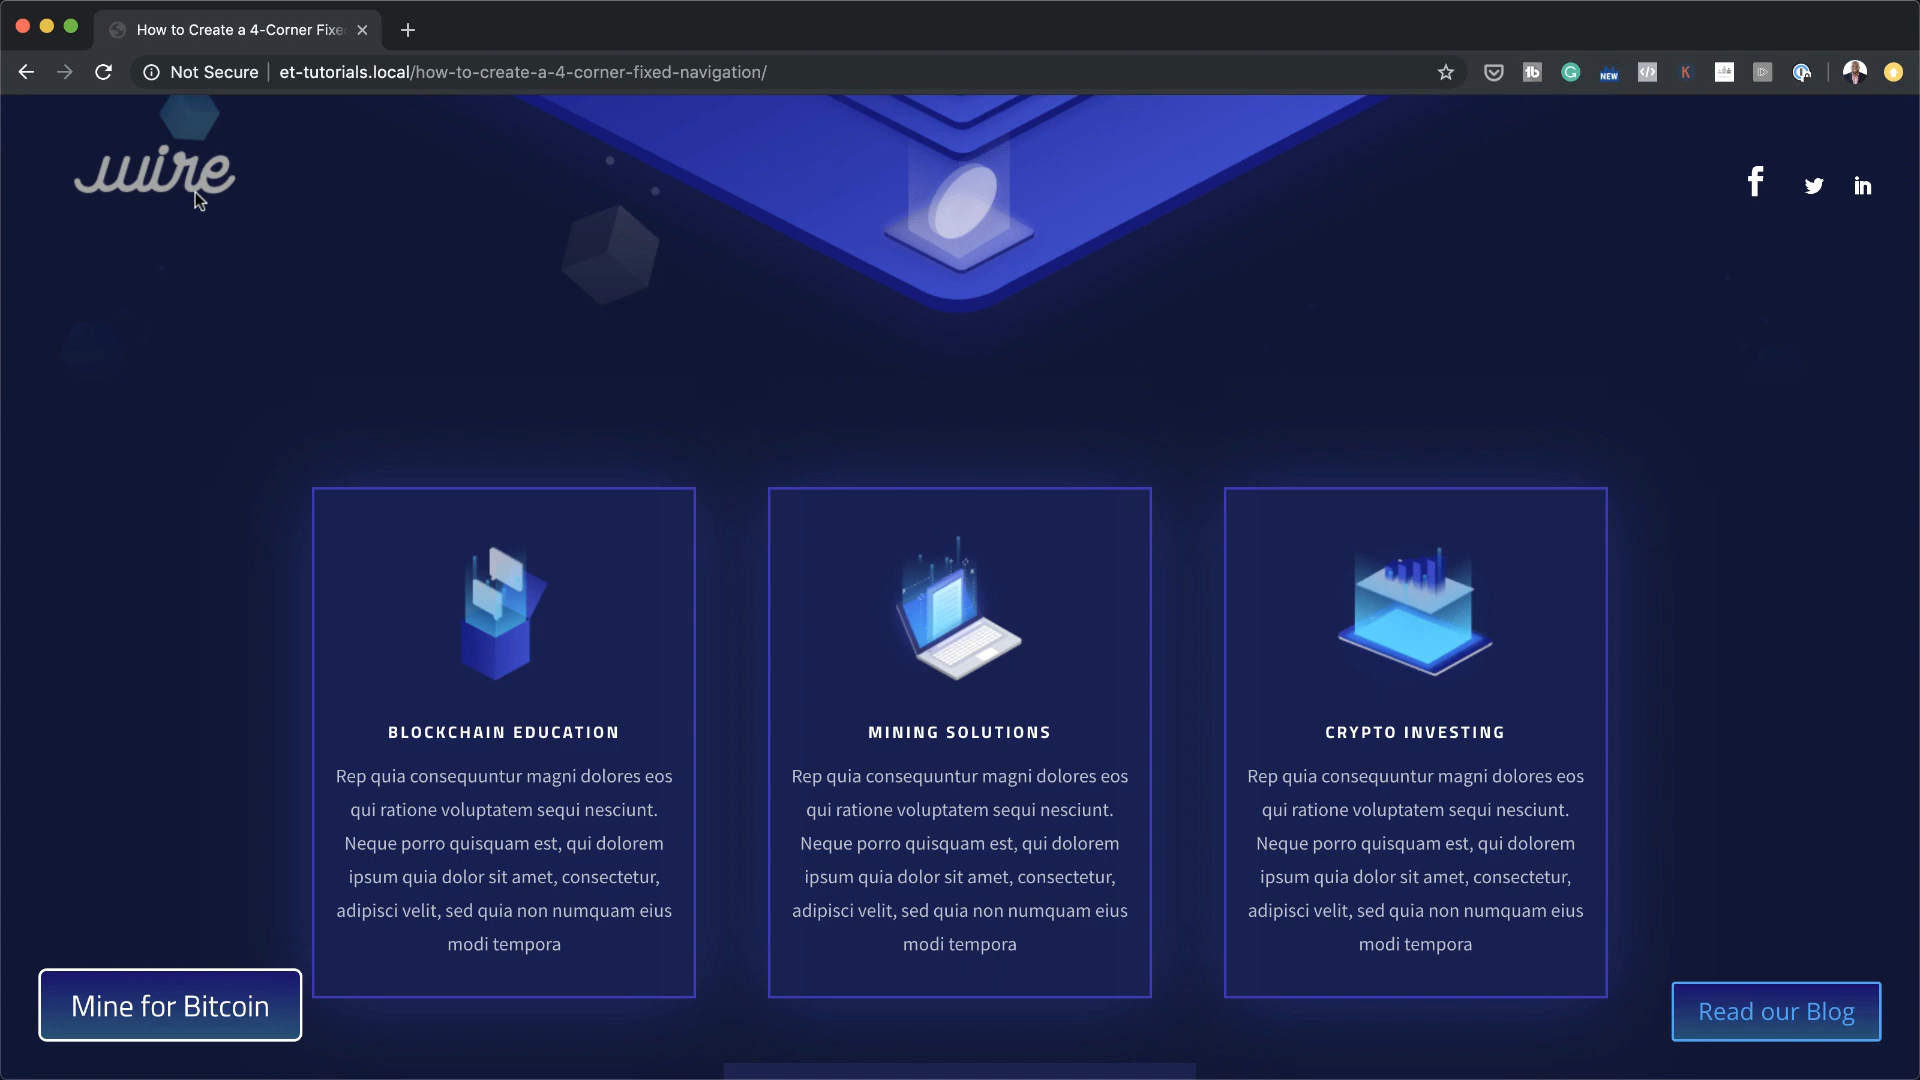 How to Create a 4-Corner Fixe
Not Secure
et-tutorials.local/how-to-create-a-4-corner-fixed-navigation/
wire
BLOCKCHAIN EDUCATION
Rep quia consequuntur magni dolores eos
qui ratione voluptatem sequi nesciunt.
Neque porro quisquam est, qui dolorem
ipsum quia dolor sit amet, consectetur,
adipisci velit, sed quia non numquam eius
modi tempora
MINING SOLUTIONS
Rep quia consequuntur magni dolores eos
qui ratione voluptatem sequi nesciunt.
Neque porro quisquam est, qui dolorem
ipsum quia dolor sit amet, consectetur,
adipisci velit, sed quia non numquam eius
modi tempora
CRYPTO INVESTING
Rep quia consequuntur magni dolores eos
qui ratione voluptatem sequi nesciunt.
Neque porro quisquam est, qui dolorem
ipsum quia dolor sit amet, consectetur,
adipisci velit, sed quia non numquam eius
modi tempora
Mine for Bitcoin
Read our Blog